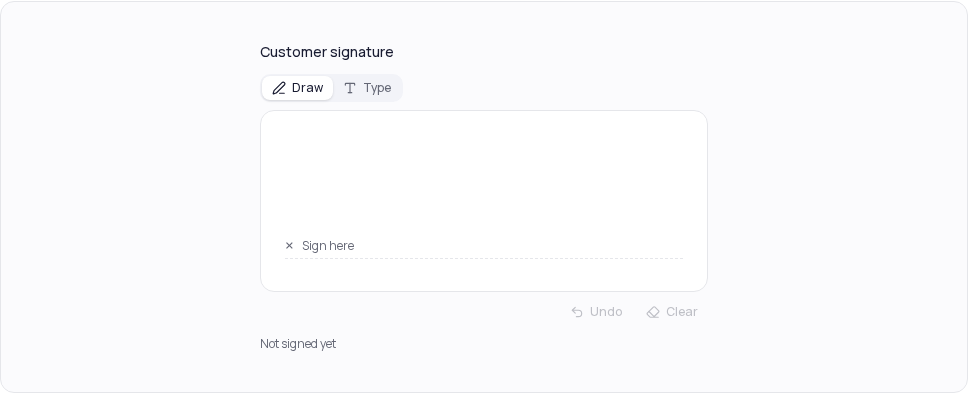 Customer signature
Draw Type
× Sign here
Undo Clear
Not signed yet